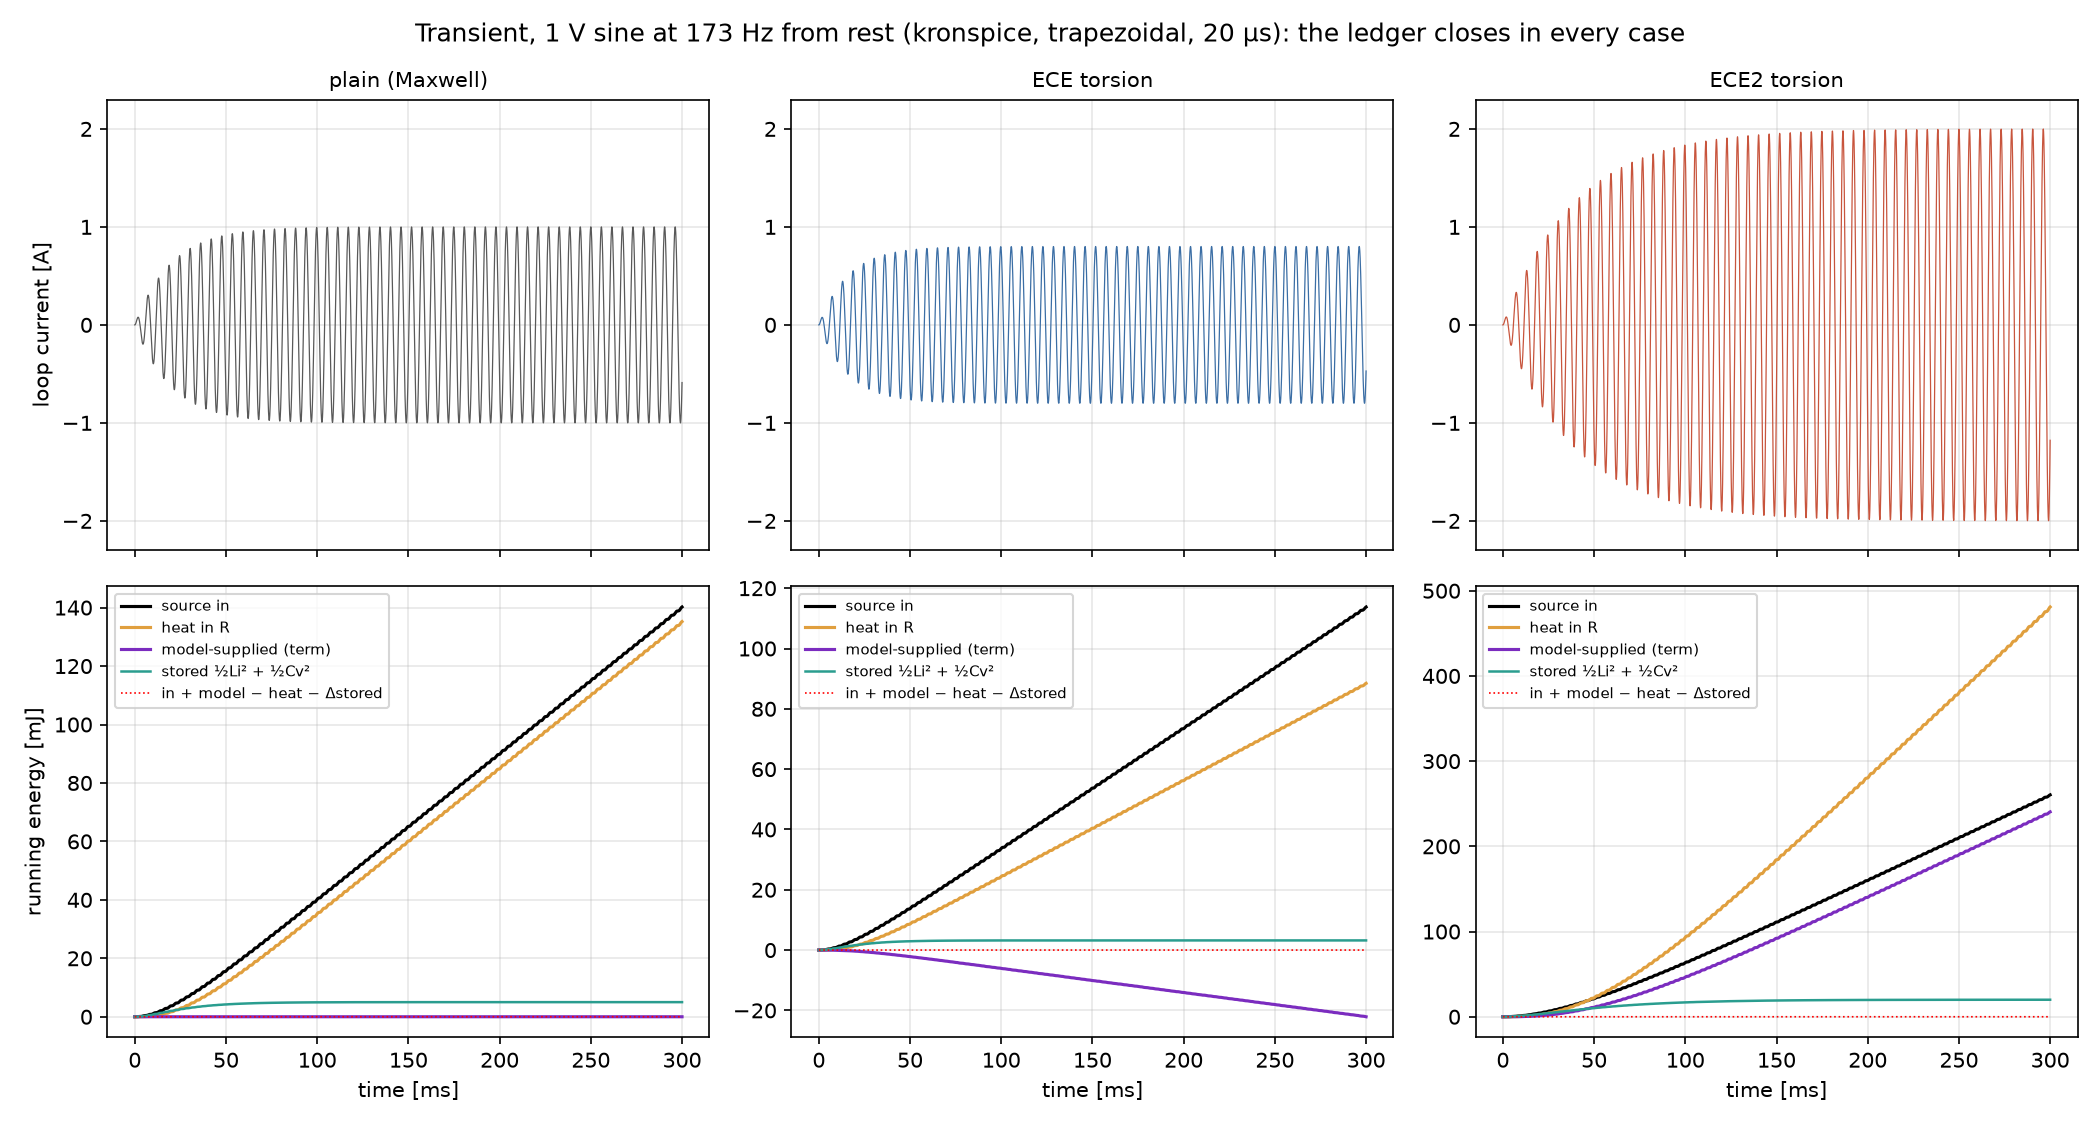 Transient, 1 V sine at 173 Hz from rest (kronspice, trapezoidal, 20 µs): the ledger closes in every case
plain (Maxwell)
ECE torsion
ECE2 torsion
loop current [A]
2
1
0
−1
−2
2
1
0
−1
−2
2
1
0
−1
−2
running energy [mJ]
140
120
100
80
60
40
20
0
source in
heat in R
model-supplied (term)
stored ½Li² + ½Cv²
in + model − heat − Δstored
0 50 100 150 200 250 300
time [ms]
120
100
80
60
40
20
0
−20
source in
heat in R
model-supplied (term)
stored ½Li² + ½Cv²
in + model − heat − Δstored
0 50 100 150 200 250 300
time [ms]
500
400
300
200
100
0
source in
heat in R
model-supplied (term)
stored ½Li² + ½Cv²
in + model − heat − Δstored
0 50 100 150 200 250 300
time [ms]